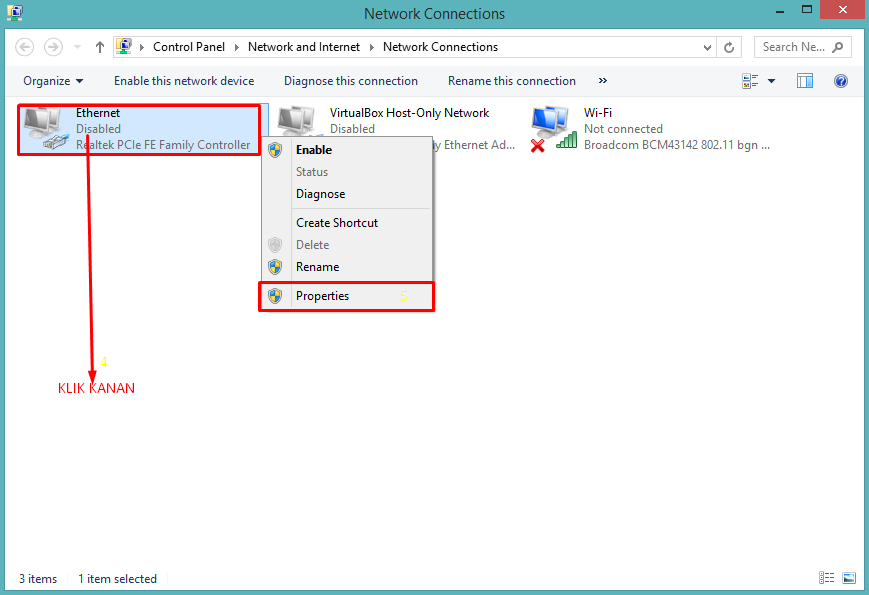 Network Connections
Control Panel Network and Internet Network Connections
Search Ne...
Organize Enable this network device Diagnose this connection Rename this connection »
Ethernet
Disabled
Realtek PCIe FE Family Controller
VirtualBox Host-Only Network
Disabled
y Ethernet Ad...
Wi-Fi
Not connected
Broadcom BCM43142 802.11 bgn ...
Enable
Status
Diagnose
Create Shortcut
Delete
Rename
Properties 5
4
KLIK KANAN
3 items 1 item selected